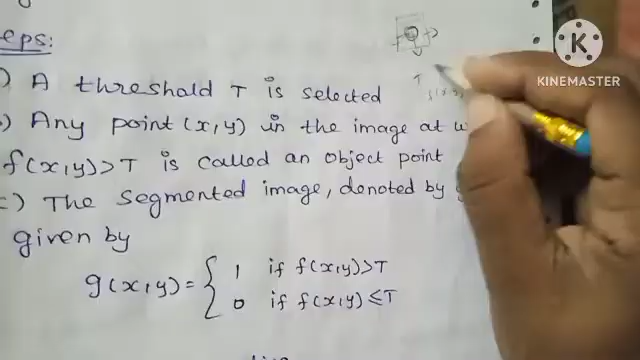 eps:
) A threshold T is selected
) Any point (x,y) in the image at w
f(x,y)>T is called an object point
) The segmented image, denoted by g
given by
g(x,y) = { 1 if f(x,y)>T
0 if f(x,y)≤T
T
KINEMASTER